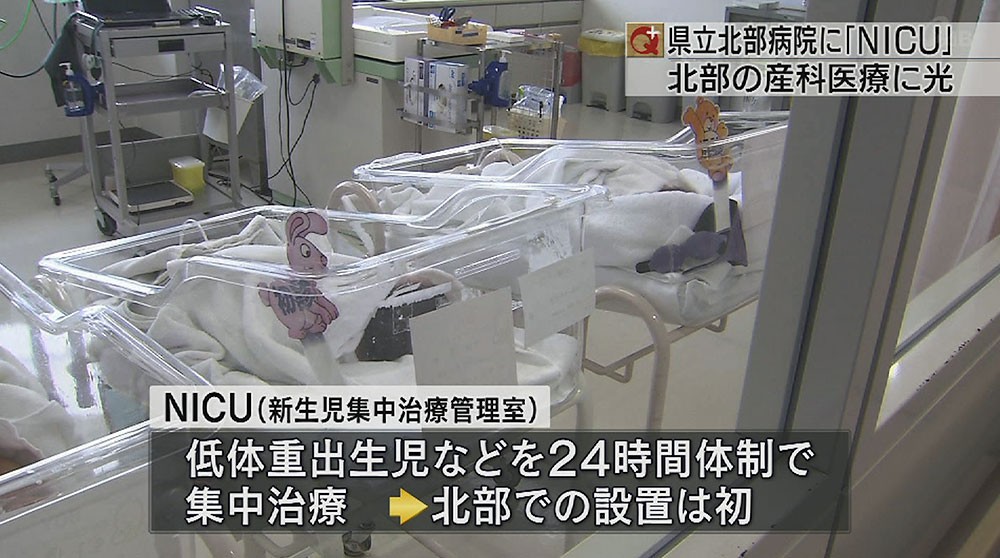 県立北部病院に「NICU」
北部の産科医療に光
NICU(新生児集中治療管理室)
低体重出生児などを24時間体制で
集中治療 ➡北部での設置は初